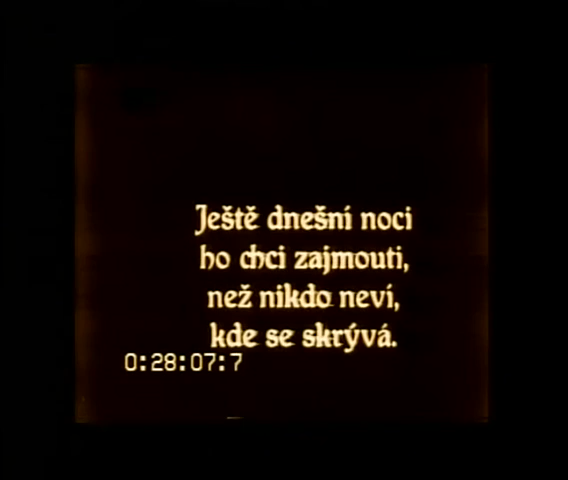 Ještě dnešní noci
ho chci zajmouti,
než nikdo neví,
kde se skrývá.
0:28:07:7